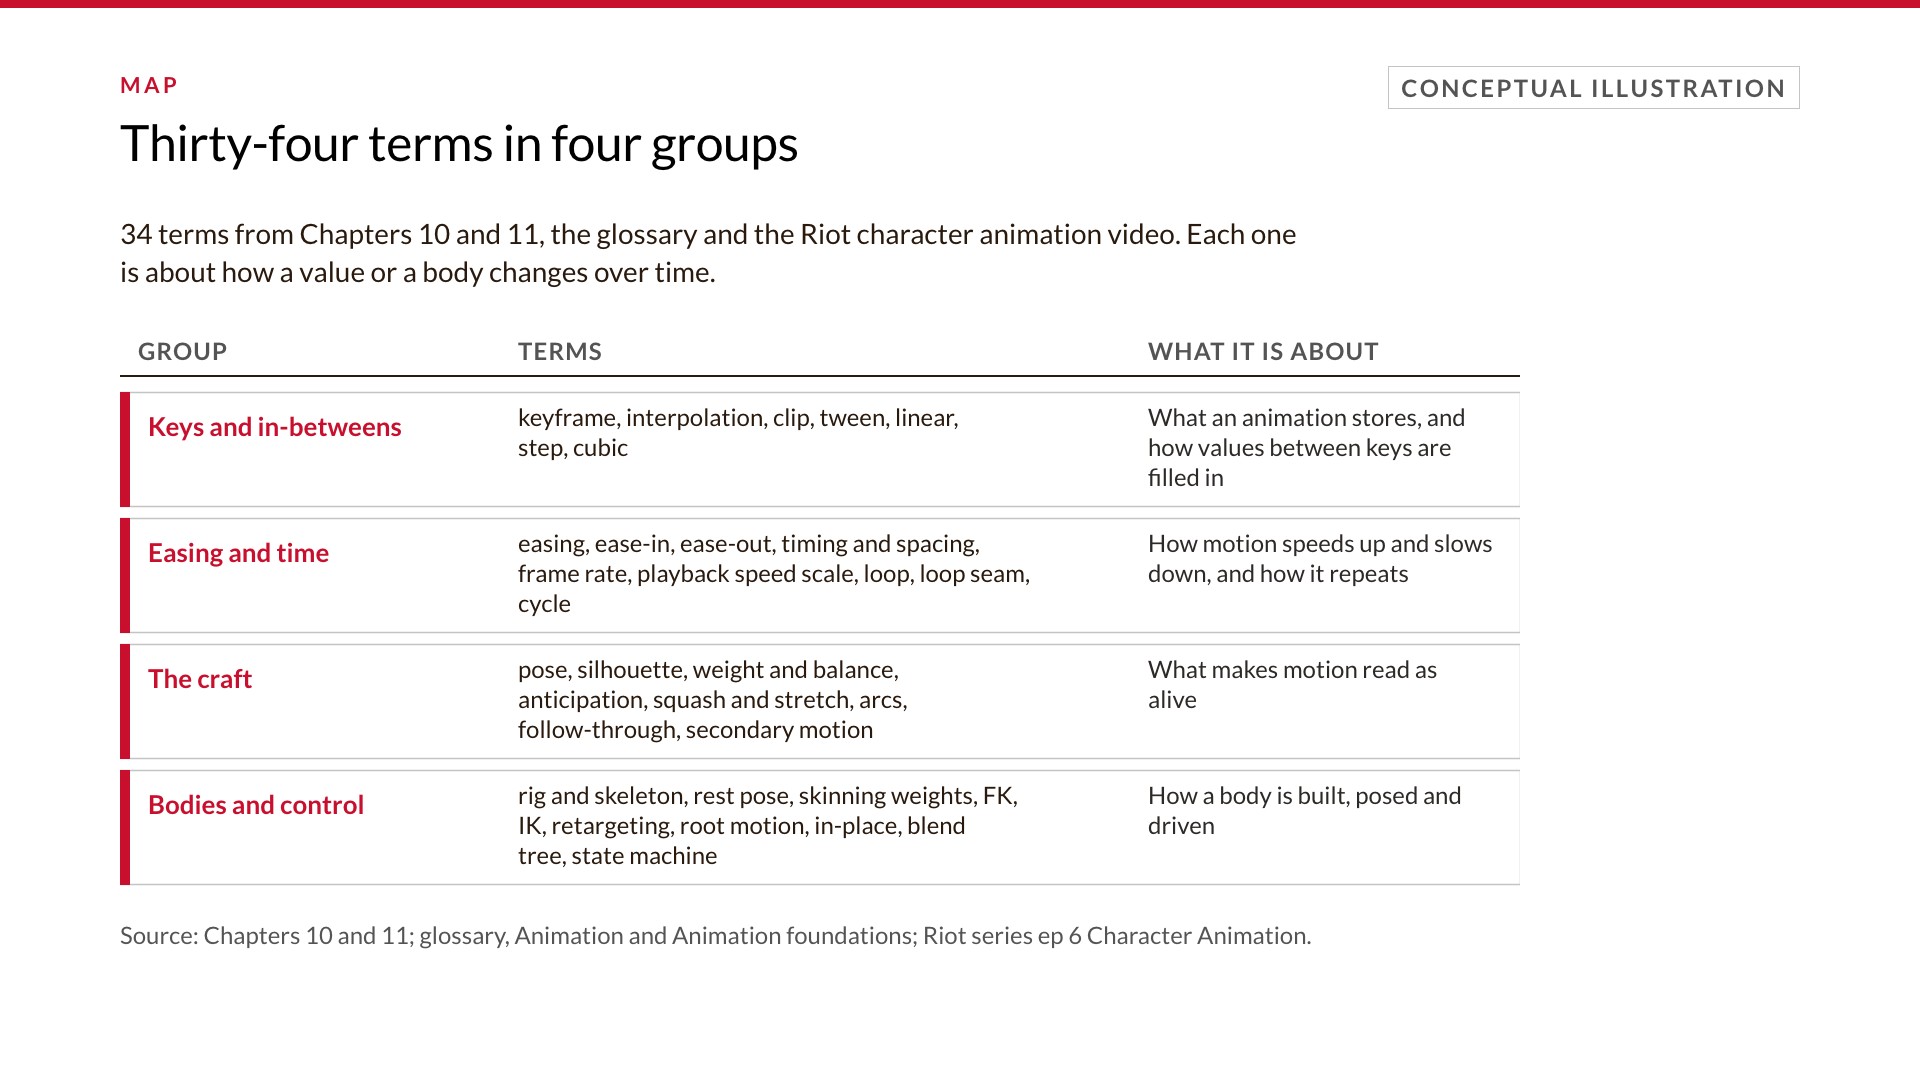 MAP
CONCEPTUAL ILLUSTRATION
Thirty-four terms in four groups
34 terms from Chapters 10 and 11, the glossary and the Riot character animation video. Each one
is about how a value or a body changes over time.
GROUP TERMS WHAT IT IS ABOUT
Keys and in-betweens
keyframe, interpolation, clip, tween, linear,
step, cubic
What an animation stores, and
how values between keys are
filled in
Easing and time
easing, ease-in, ease-out, timing and spacing,
frame rate, playback speed scale, loop, loop seam,
cycle
How motion speeds up and slows
down, and how it repeats
The craft
pose, silhouette, weight and balance,
anticipation, squash and stretch, arcs,
follow-through, secondary motion
What makes motion read as
alive
Bodies and control
rig and skeleton, rest pose, skinning weights, FK,
IK, retargeting, root motion, in-place, blend
tree, state machine
How a body is built, posed and
driven
Source: Chapters 10 and 11; glossary, Animation and Animation foundations; Riot series ep 6 Character Animation.